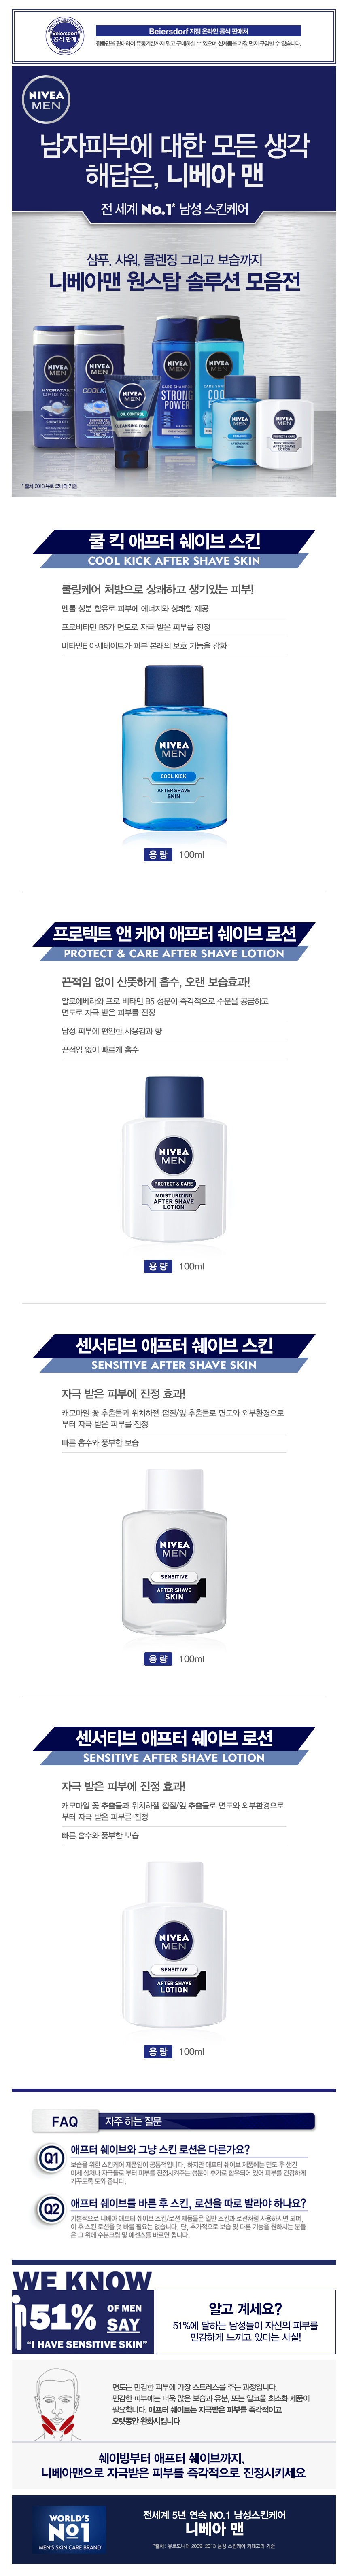 Beiersdorf
공식 판매
Beiersdorf 지정 온라인 공식 판매처
정품만을 판매하며 유통기한까지 믿고 구매하실 수 있으며 신제품을 가장 먼저 구입할 수 있습니다.
NIVEA
MEN
남자피부에 대한 모든 생각
해답은, 니베아 맨
전 세계 No.1* 남성 스킨케어
샴푸, 샤워, 클렌징 그리고 보습까지
니베아맨 원스탑 솔루션 모음전
* 출처 2013 유로 모니터 기준
쿨 킥 애프터 쉐이브 스킨
COOL KICK AFTER SHAVE SKIN
쿨링케어 처방으로 상쾌하고 생기있는 피부!
멘톨 성분 함유로 피부에 에너지와 상쾌함 제공
프로비타민 B5가 면도로 자극 받은 피부를 진정
비타민E 아세테이트가 피부 본래의 보호 기능을 강화
NIVEA
MEN
COOL KICK
AFTER SHAVE
SKIN
용 량 100ml
프로텍트 앤 케어 애프터 쉐이브 로션
PROTECT & CARE AFTER SHAVE LOTION
끈적임 없이 산뜻하게 흡수, 오랜 보습효과!
알로에베라와 프로 비타민 B5 성분이 즉각적으로 수분을 공급하고
면도로 자극 받은 피부를 진정
남성 피부에 편안한 사용감과 향
끈적임 없이 빠르게 흡수
NIVEA
MEN
PROTECT & CARE
MOISTURIZING
AFTER SHAVE
LOTION
용 량 100ml
센서티브 애프터 쉐이브 스킨
SENSITIVE AFTER SHAVE SKIN
자극 받은 피부에 진정 효과!
캐모마일 꽃 추출물과 위치하젤 껍질/잎 추출물로 면도와 외부환경으로
부터 자극 받은 피부를 진정
빠른 흡수와 풍부한 보습
NIVEA
MEN
SENSITIVE
AFTER SHAVE
SKIN
용 량 100ml
센서티브 애프터 쉐이브 로션
SENSITIVE AFTER SHAVE LOTION
자극 받은 피부에 진정 효과!
캐모마일 꽃 추출물과 위치하젤 껍질/잎 추출물로 면도와 외부환경으로
부터 자극 받은 피부를 진정
빠른 흡수와 풍부한 보습
NIVEA
MEN
SENSITIVE
AFTER SHAVE
LOTION
용 량 100ml
FAQ 자주 하는 질문
Q1 애프터 쉐이브와 그냥 스킨 로션은 다른가요?
보습을 위한 스킨케어 제품임이 공통적입니다. 하지만 애프터 쉐이브 제품에는 면도 후 생긴
미세 상처나 자극들로 부터 피부를 진정시켜주는 성분이 추가로 함유되어 있어 피부를 건강하게
가꾸도록 도와 줍니다.
Q2 애프터 쉐이브를 바른 후 스킨, 로션을 따로 발라야 하나요?
기본적으로 니베아 애프터 쉐이브 스킨/로션 제품들은 일반 스킨과 로션처럼 사용하시면 되며,
이 후 스킨 로션을 덧 바를 필요는 없습니다. 단, 추가적으로 보습 및 다른 기능을 원하시는 분들
은 그 위에 수분크림 및 에센스를 바르면 됩니다.
WE KNOW
51% OF MEN
SAY
"I HAVE SENSITIVE SKIN"
알고 계세요?
51%에 달하는 남성들이 자신의 피부를
민감하게 느끼고 있다는 사실!
면도는 민감한 피부에 가장 스트레스를 주는 과정입니다.
민감한 피부에는 더욱 많은 보습과 유분, 또는 알코올 최소화 제품이
필요합니다. 애프터 쉐이브는 자극받은 피부를 즉각적이고
오랫동안 완화시킵니다
쉐이빙부터 애프터 쉐이브까지,
니베아맨으로 자극받은 피부를 즉각적으로 진정시키세요
WORLD'S
No1
MEN'S SKIN CARE BRAND*
전세계 5년 연속 NO.1 남성스킨케어
니베아 맨
*출처: 유로모니터 2009-2013 남성 스킨케어 카테고리 기준